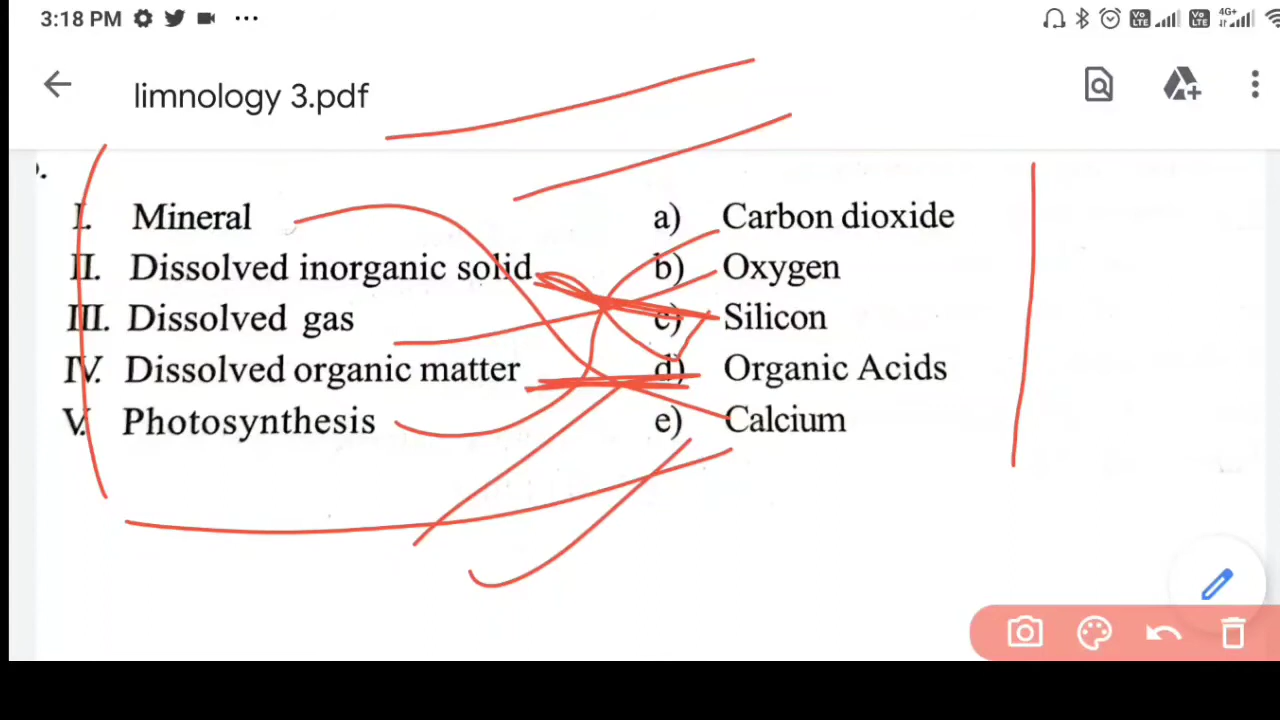 3:18 PM
limnology 3.pdf
I. Mineral a) Carbon dioxide
II. Dissolved inorganic solid b) Oxygen
III. Dissolved gas c) Silicon
IV. Dissolved organic matter d) Organic Acids
V. Photosynthesis e) Calcium